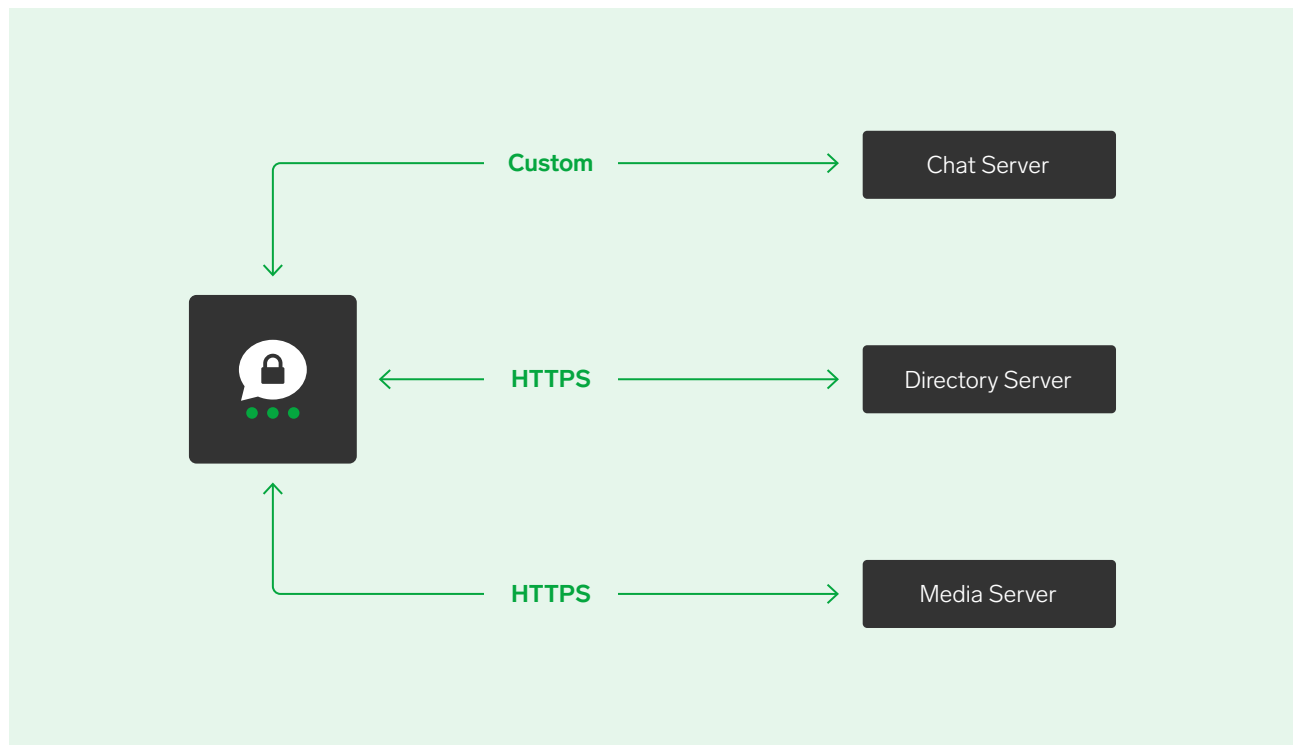 Custom
Chat Server
HTTPS
Directory Server
HTTPS
Media Server